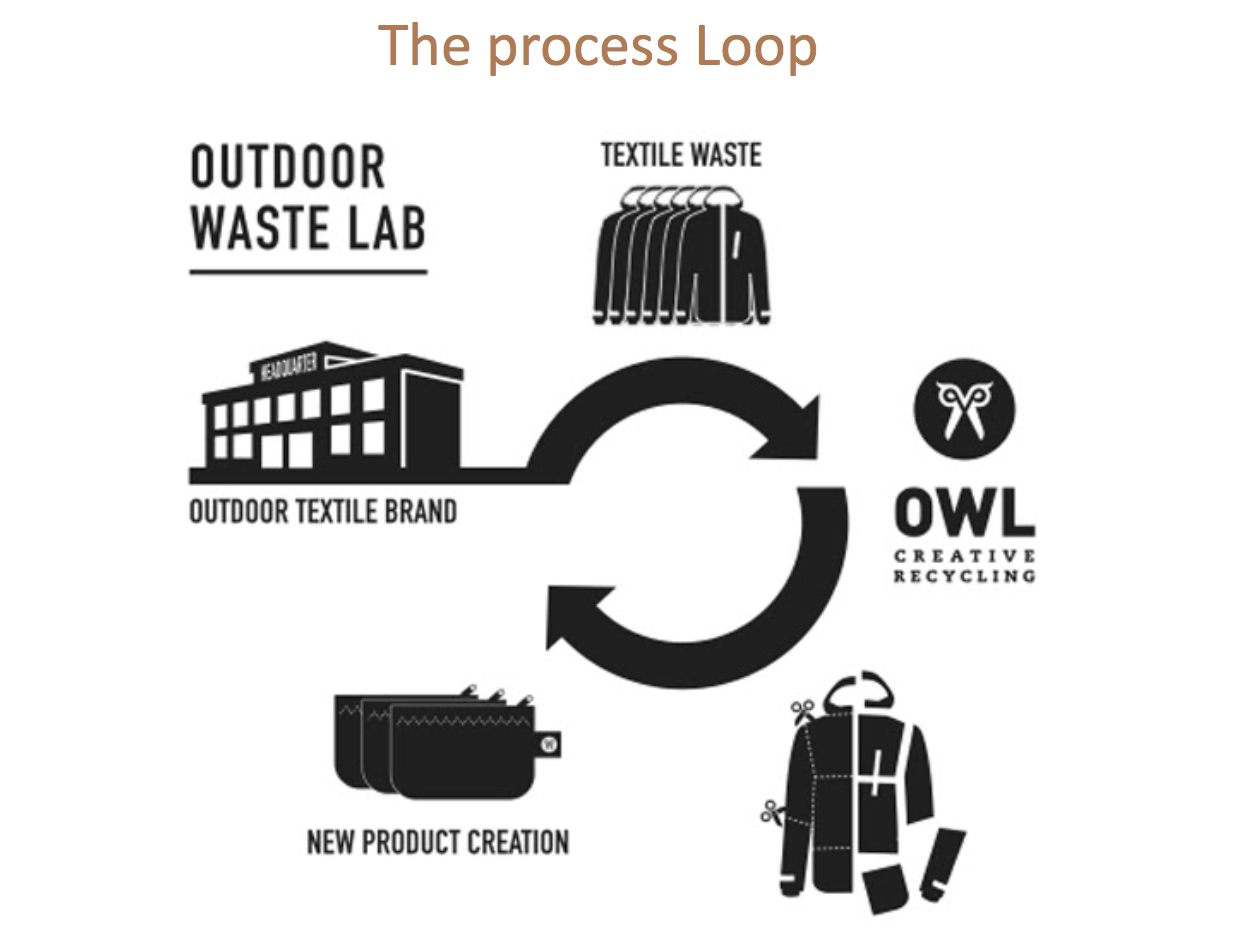 The process Loop
OUTDOOR
WASTE LAB
TEXTILE WASTE
HEADQUARTER
OUTDOOR TEXTILE BRAND
OWL
CREATIVE
RECYCLING
NEW PRODUCT CREATION